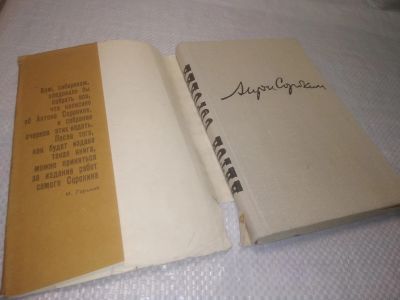 Вам, сибирякам,
следовало бы
собрать все,
что написано
об Антоне Сорокине,
и собрание
очерков этих издать.
После того,
как будет издана
такая книга,
можно приняться
за издание работ
самого Сорокина
М. Горький
Антон Сорокин